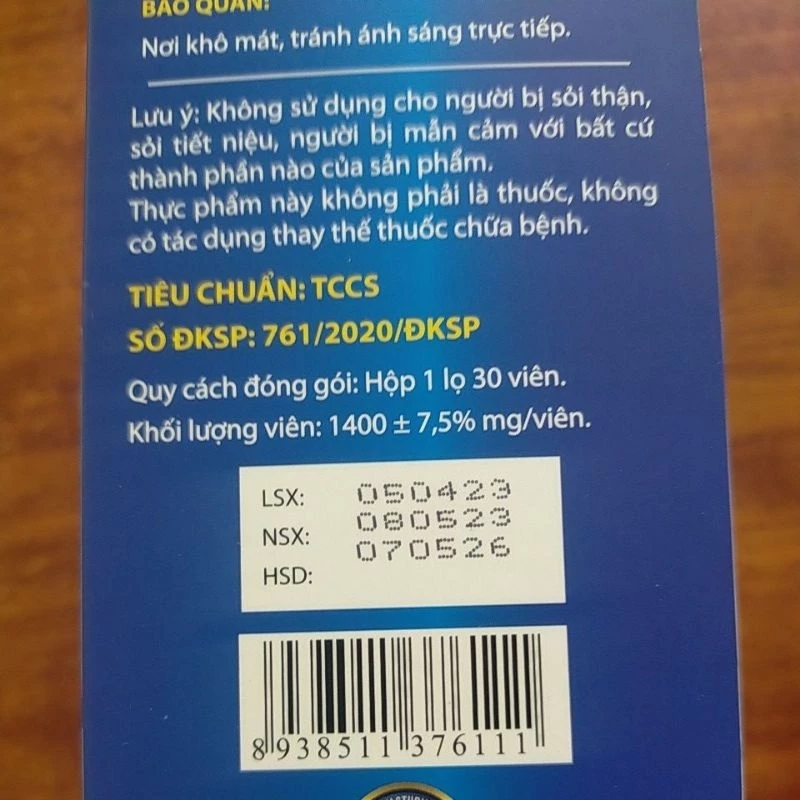 BẢO QUẢN:
Nơi khô mát, tránh ánh sáng trực tiếp.
Lưu ý: Không sử dụng cho người bị sỏi thận,
sỏi tiết niệu, người bị mẫn cảm với bất cứ
thành phần nào của sản phẩm.
Thực phẩm này không phải là thuốc, không
có tác dụng thay thế thuốc chữa bệnh.
TIÊU CHUẨN: TCCS
SỐ ĐKSP: 761/2020/ĐKSP
Quy cách đóng gói: Hộp 1 lọ 30 viên.
Khối lượng viên: 1400 ± 7,5% mg/viên.
LSX: 050423
NSX: 080523
HSD: 070526
8 938511 376111